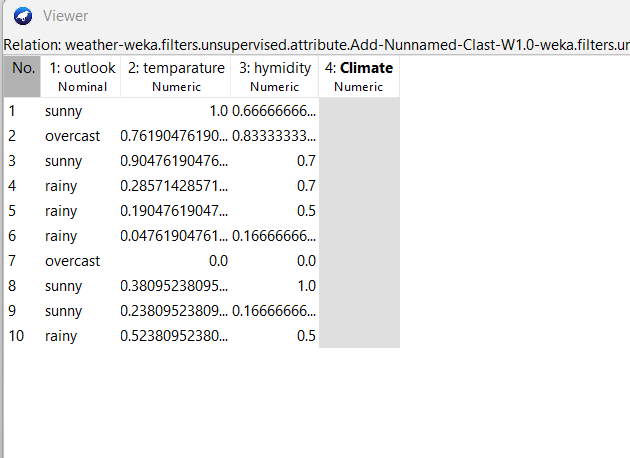 Viewer
Relation: weather-weka.filters.unsupervised.attribute.Add-Nunnamed-Clast-W1.0-weka.filters.un
No. 1: outlook 2: temparature 3: hymidity 4: Climate
Nominal Numeric Numeric Numeric
1 sunny 1.0 0.66666666...
2 overcast 0.76190476190... 0.83333333...
3 sunny 0.90476190476... 0.7
4 rainy 0.28571428571... 0.7
5 rainy 0.19047619047... 0.5
6 rainy 0.04761904761... 0.16666666...
7 overcast 0.0 0.0
8 sunny 0.38095238095... 1.0
9 sunny 0.23809523809... 0.16666666...
10 rainy 0.52380952380... 0.5